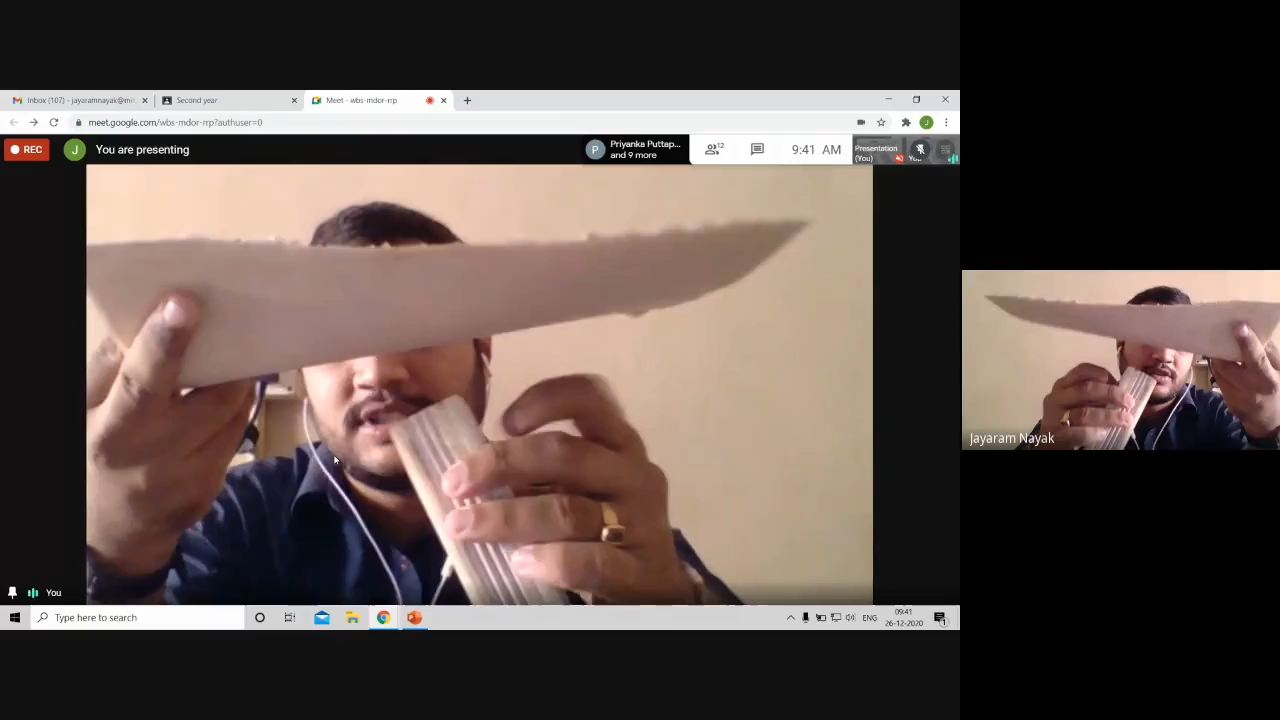 Inbox (107) - jayaramnayak@mit
Second year
Meet - wbs-mdor-rrp
meet.google.com/wbs-mdor-rrp?authuser=0
REC
J
You are presenting
P
Priyanka Puttap...
and 9 more
12
9:41 AM
Presentation
(You)
You
J
You
Jayaram Nayak
Type here to search
ENG
09:41
26-12-2020